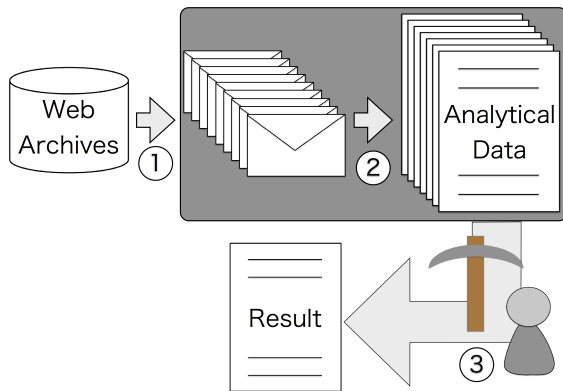 Web
Archives
①
②
Analytical
Data
Result
③